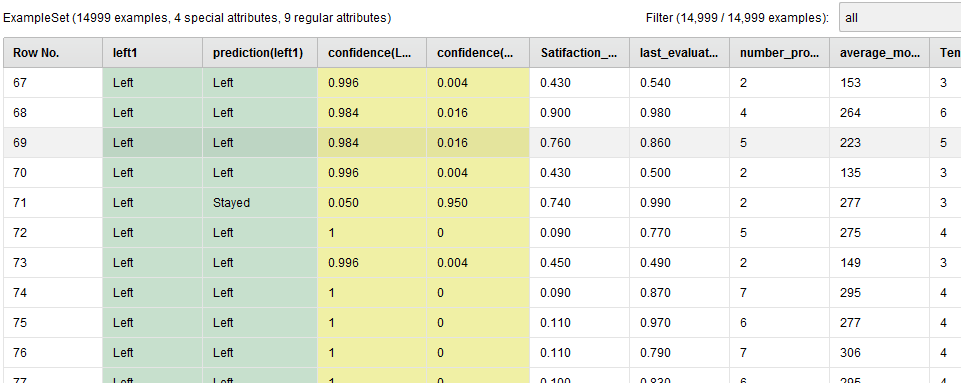 ExampleSet (14999 examples, 4 special attributes, 9 regular attributes) Filter (14,999 / 14,999 examples): all
Row No. left1 prediction(left1) confidence(L... confidence(... Satifaction_... last_evaluat... number_pro... average_mo... Ten
67 Left Left 0.996 0.004 0.430 0.540 2 153 3
68 Left Left 0.984 0.016 0.900 0.980 4 264 6
69 Left Left 0.984 0.016 0.760 0.860 5 223 5
70 Left Left 0.996 0.004 0.430 0.500 2 135 3
71 Left Stayed 0.050 0.950 0.740 0.990 2 277 3
72 Left Left 1 0 0.090 0.770 5 275 4
73 Left Left 0.996 0.004 0.450 0.490 2 149 3
74 Left Left 1 0 0.090 0.870 7 295 4
75 Left Left 1 0 0.110 0.970 6 277 4
76 Left Left 1 0 0.110 0.790 7 306 4
77 Left Left 1 0 0.100 0.830 6 295 4